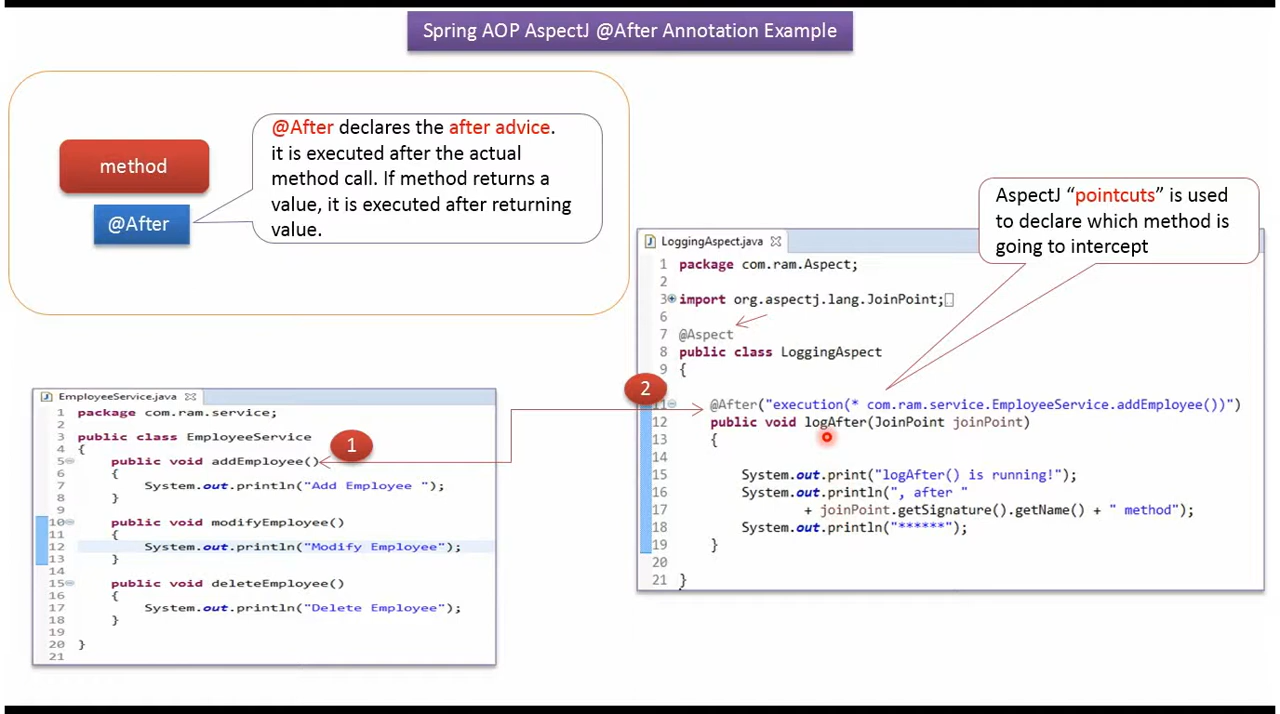 Spring AOP AspectJ @After Annotation Example
method
@After
@After declares the after advice.
it is executed after the actual
method call. If method returns a
value, it is executed after returning
value.
AspectJ “pointcuts” is used
to declare which method is
going to intercept
LoggingAspect.java
1 package com.ram.Aspect;
2
3 import org.aspectj.lang.JoinPoint;
6
7 @Aspect
8 public class LoggingAspect
9 {
11 @After("execution(* com.ram.service.EmployeeService.addEmployee())")
12 public void logAfter(JoinPoint joinPoint)
13 {
14
15 System.out.print("logAfter() is running!");
16 System.out.println(", after "
17 + joinPoint.getSignature().getName() + " method");
18 System.out.println("******");
19 }
20
21 }
2
EmployeeService.java
1 package com.ram.service;
2
3 public class EmployeeService
4 {
5 public void addEmployee()
6 {
7 System.out.println("Add Employee ");
8 }
9
10 public void modifyEmployee()
11 {
12 System.out.println("Modify Employee");
13 }
14
15 public void deleteEmployee()
16 {
17 System.out.println("Delete Employee");
18 }
19
20 }
21
1